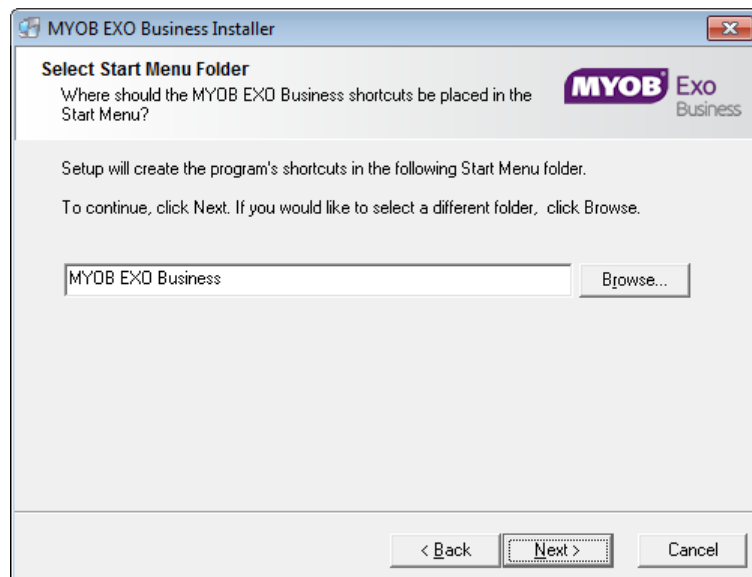 MYOB EXO Business Installer
Select Start Menu Folder
Where should the MYOB EXO Business shortcuts be placed in the
Start Menu?
MYOB Exo
Business
Setup will create the program's shortcuts in the following Start Menu folder.
To continue, click Next. If you would like to select a different folder, click Browse.
MYOB EXO Business
Browse...
< Back
Next >
Cancel